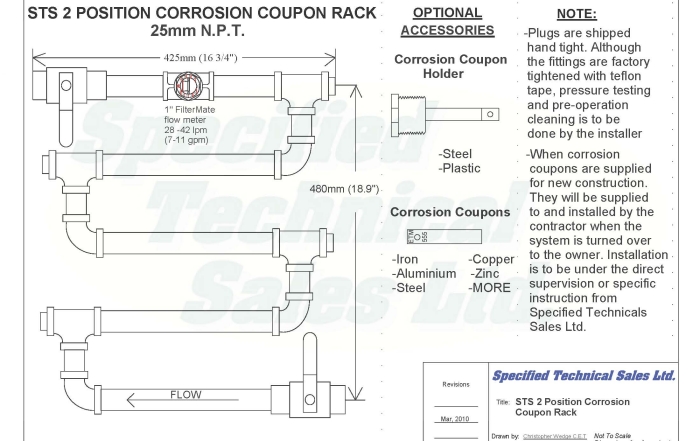 STS 2 POSITION CORROSION COUPON RACK
25mm N.P.T.
425mm (16 3/4")
1" FilterMate
flow meter
28 -42 lpm
(7-11 gpm)
480mm (18.9")
FLOW
OPTIONAL
ACCESSORIES
Corrosion Coupon
Holder
-Steel
-Plastic
Corrosion Coupons
ETM
555
-Iron -Copper
-Aluminium -Zinc
-Steel -MORE
NOTE:
-Plugs are shipped
hand tight. Although
the fittings are factory
tightened with teflon
tape, pressure testing
and pre-operation
cleaning is to be
done by the installer
-When corrosion
coupons are supplied
for new construction.
They will be supplied
to and installed by the
contractor when the
system is turned over
to the owner. Installation
is to be under the direct
supervision or specific
instruction from
Specified Technicals
Sales Ltd.
Specified
Technical
Sales Ltd
Revisions
Mar, 2010
Specified Technical Sales Ltd.
Title: STS 2 Position Corrosion
Coupon Rack
Drawn by: Christopher Wedge C.E.T Not To Scale